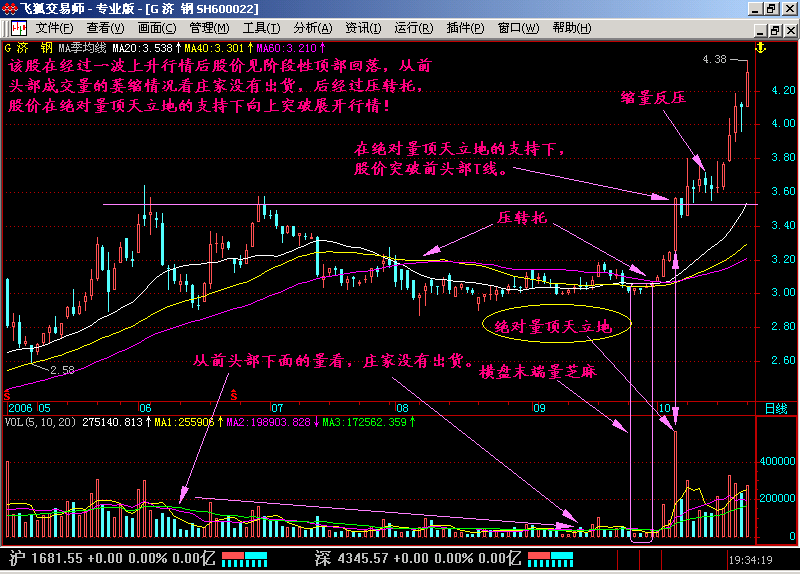 飞狐交易师 - 专业版 - [G 济  钢 SH600022]
文件(F) 查看(V) 画面(C) 管理(M) 工具(T) 分析(A) 资讯(I) 运行(R) 插件(P) 窗口(W) 帮助(H)
G 济 钢 MA季均线 MA20:3.538↑ MA40:3.301↑ MA60:3.210↑
该股在经过一波上升行情后股价见阶段性顶部回落，从前
头部成交量的萎缩情况看庄家没有出货，后经过压转托，
股价在绝对量顶天立地的支持下向上突破展开行情！
4.38
4.20
缩量反压
4.00
在绝对量顶天立地的支持下，
股价突破前头部T线。
3.80
3.60
压转托
3.40
3.20
3.00
绝对量顶天立地
2.80
从前头部下面的量看，庄家没有出货。
横盘末端量芝麻
2.60
2.58
S
S
2006 05 06 07 08 09 10 日线
VOL(5,10,20) 275140.813↑ MA1:255906↑ MA2:198903.828↓ MA3:172562.359↑
400000
200000
0
沪 1681.55 +0.00 0.00% 0.00亿 深 4345.57 +0.00 0.00% 0.00亿 19:34:19